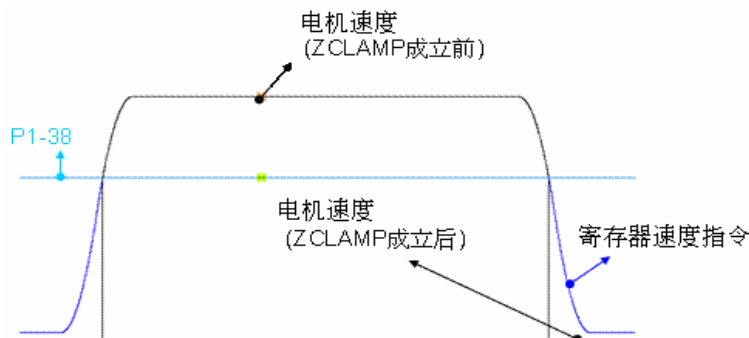 电机速度
(ZCLAMP成立前)
P1-38
电机速度
(ZCLAMP成立后)
寄存器速度指令